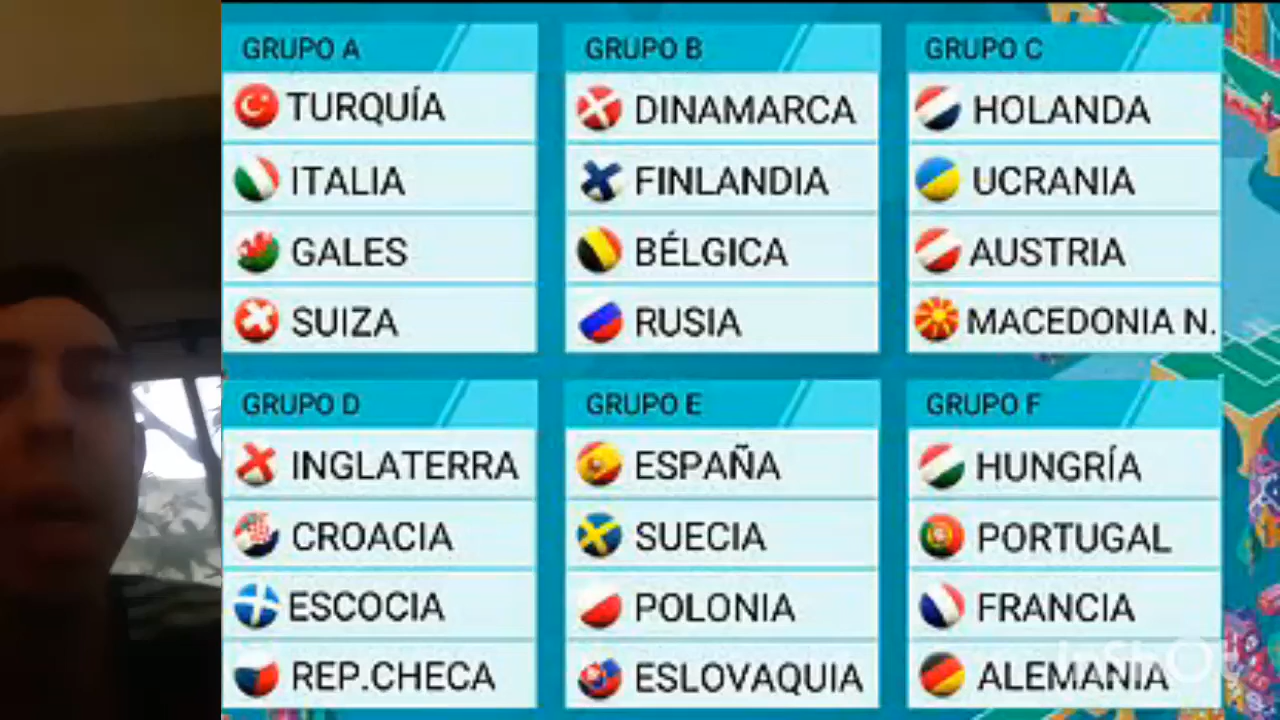 GRUPO A
TURQUÍA
ITALIA
GALES
SUIZA
GRUPO B
DINAMARCA
FINLANDIA
BÉLGICA
RUSIA
GRUPO C
HOLANDA
UCRANIA
AUSTRIA
MACEDONIA N.
GRUPO D
INGLATERRA
CROACIA
ESCOCIA
REP.CHECA
GRUPO E
ESPAÑA
SUECIA
POLONIA
ESLOVAQUIA
GRUPO F
HUNGRÍA
PORTUGAL
FRANCIA
ALEMANIA
InShOt